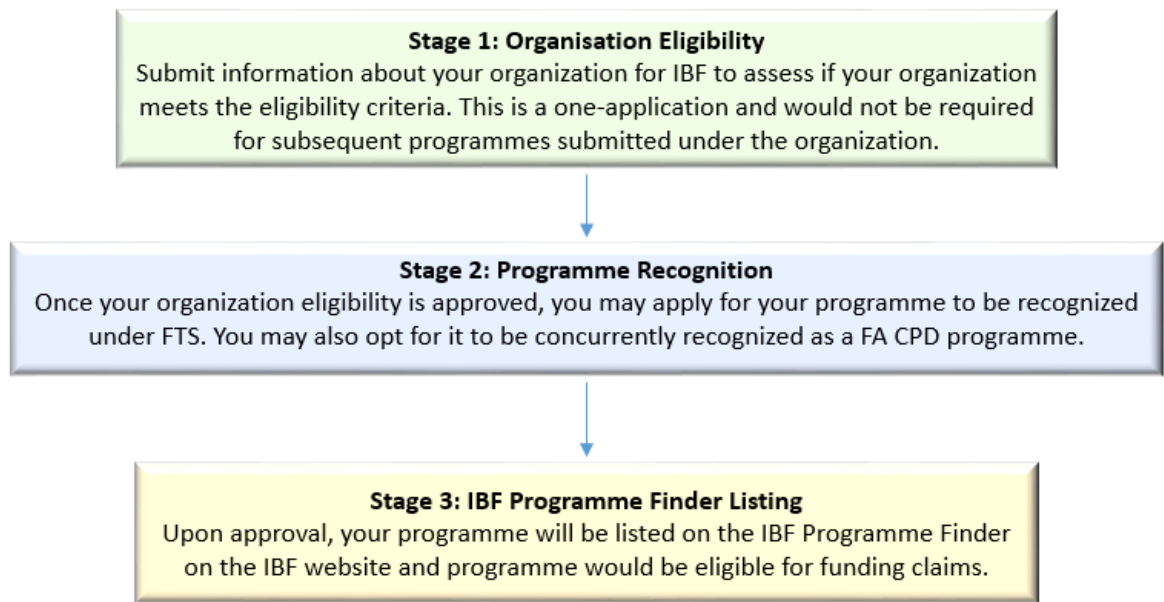 Stage 1: Organisation Eligibility
Submit information about your organization for IBF to assess if your organization
meets the eligibility criteria. This is a one-application and would not be required
for subsequent programmes submitted under the organization.
Stage 2: Programme Recognition
Once your organization eligibility is approved, you may apply for your programme to be recognized
under FTS. You may also opt for it to be concurrently recognized as a FA CPD programme.
Stage 3: IBF Programme Finder Listing
Upon approval, your programme will be listed on the IBF Programme Finder
on the IBF website and programme would be eligible for funding claims.